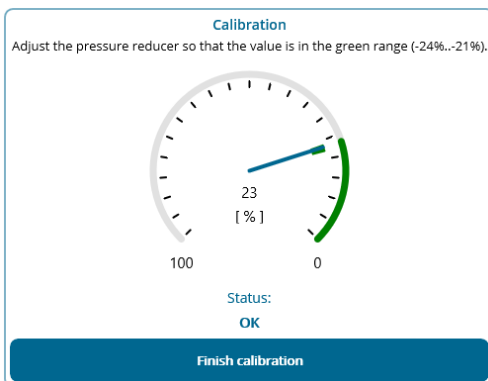 Calibration
Adjust the pressure reducer so that the value is in the green range (-24%..-21%).
23
[ % ]
100 0
Status:
OK
Finish calibration